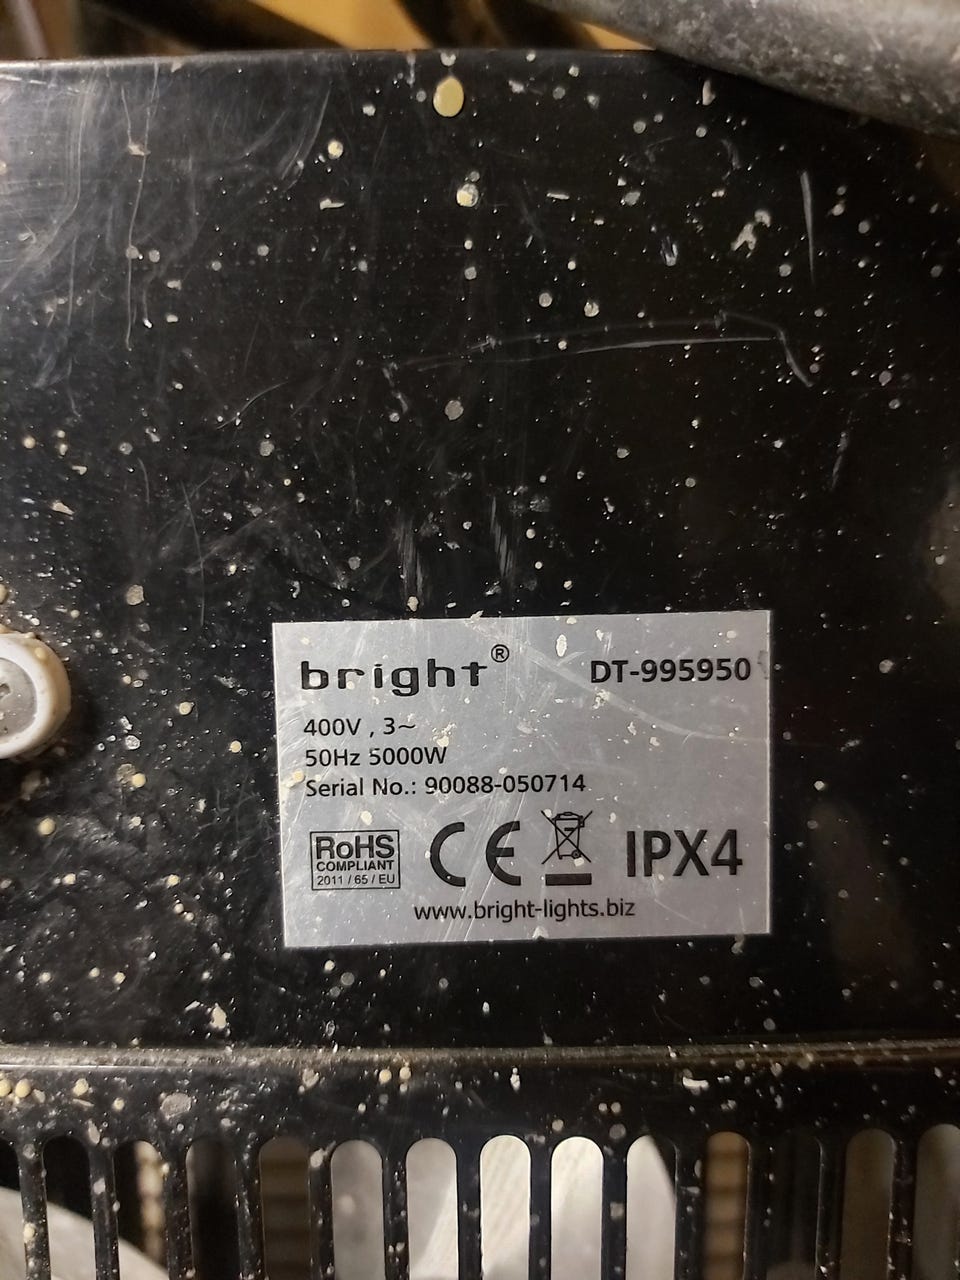 bright® DT-995950
400V , 3~
50Hz 5000W
Serial No.: 90088-050714
RoHS
COMPLIANT
2011 / 65 / EU
CE IPX4
www.bright-lights.biz